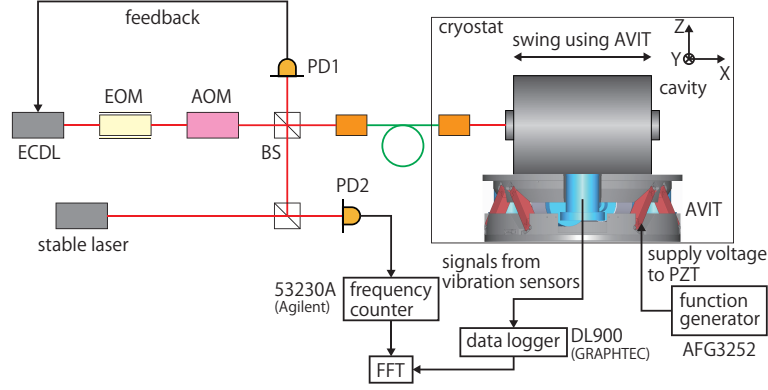 feedback
cryostat
swing using AVIT
Z
Y
X
PD1
EOM
AOM
cavity
ECDL
BS
PD2
AVIT
stable laser
signals from
vibration sensors
supply voltage
to PZT
53230A
(Agilent)
frequency
counter
function
generator
data logger
DL900
(GRAPHTEC)
AFG3252
FFT